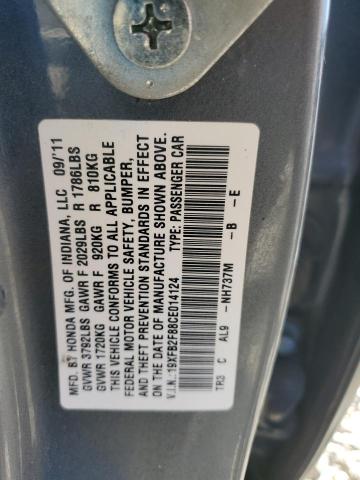 MFD. BY HONDA MFG. OF INDIANA, LLC 09/'11
GVWR 3792LBS GAWR F 2029LBS R 1786LBS
GVWR 1720KG GAWR F 920KG R 810KG
THIS VEHICLE CONFORMS TO ALL APPLICABLE
FEDERAL MOTOR VEHICLE SAFETY, BUMPER,
AND THEFT PREVENTION STANDARDS IN EFFECT
ON THE DATE OF MANUFACTURE SHOWN ABOVE.
V.I.N.: 19XFB2F88CE014124 TYPE: PASSENGER CAR
TR3 C AL9 -NH737M -B -E